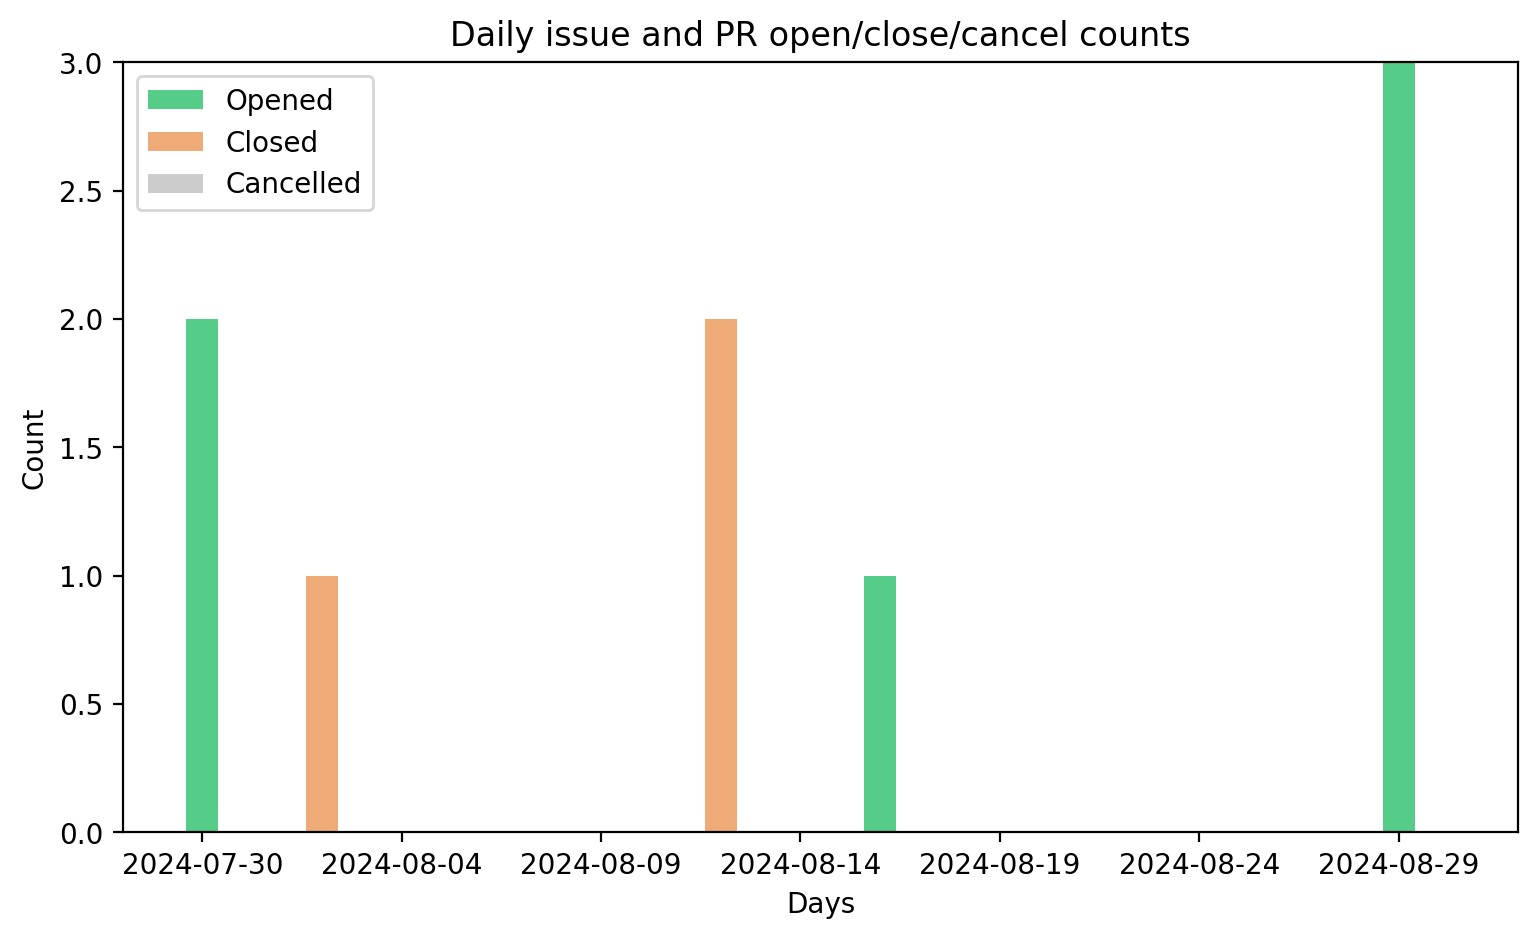 Daily issue and PR open/close/cancel counts
Opened
Closed
Cancelled
3.0
2.5
2.0
1.5
1.0
0.5
0.0
Count
2024-07-30 2024-08-04 2024-08-09 2024-08-14 2024-08-19 2024-08-24 2024-08-29
Days